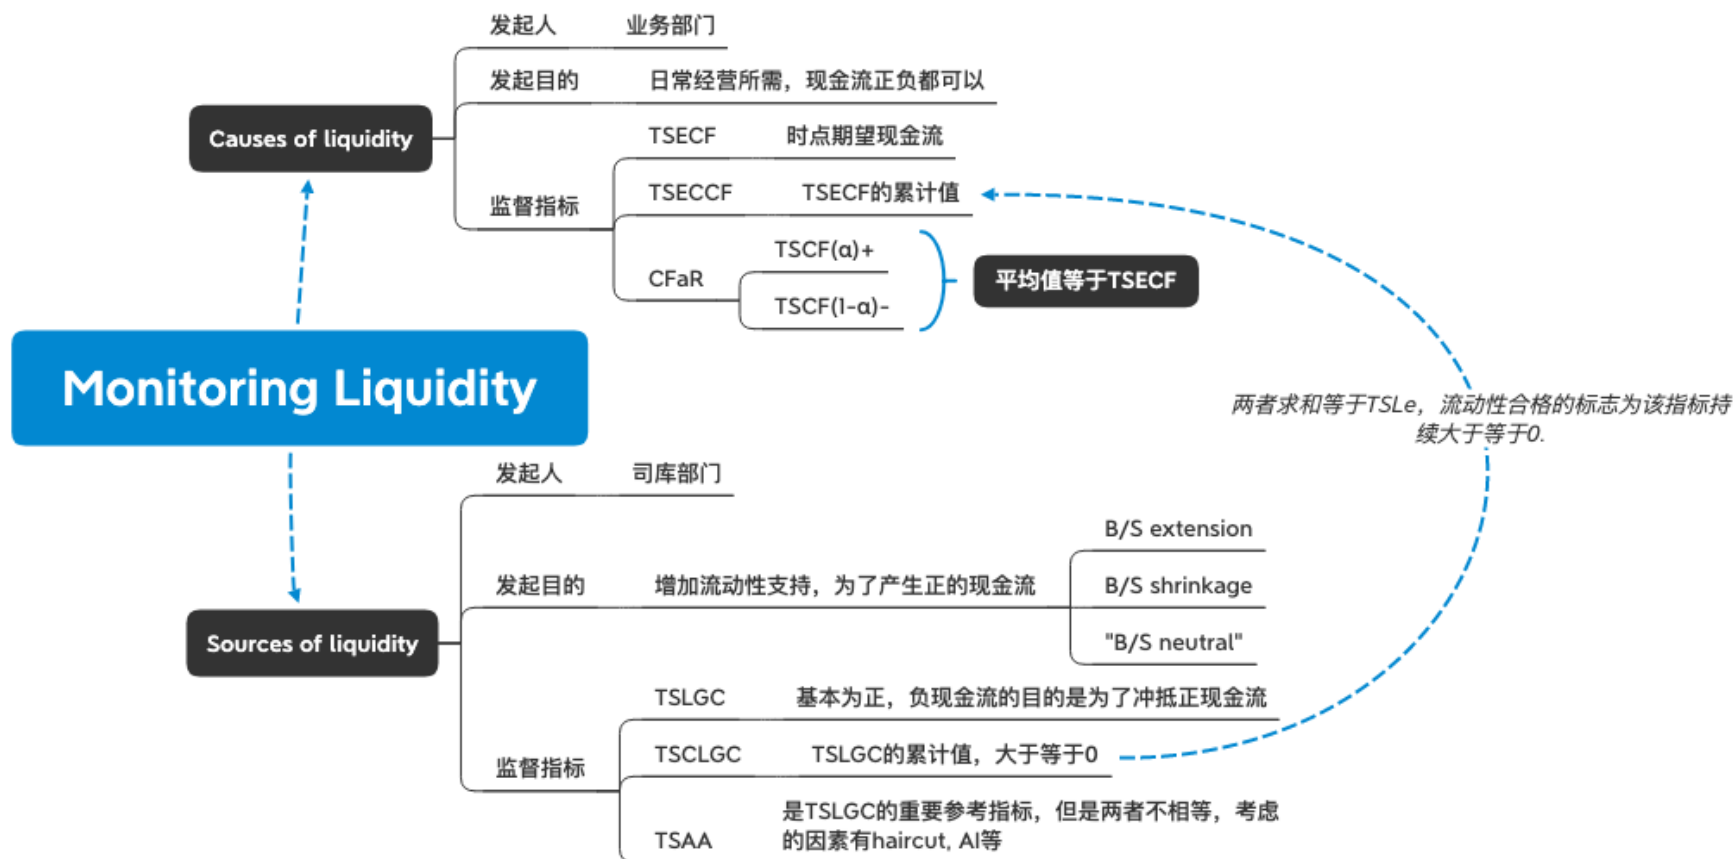 发起人 业务部门
发起目的 日常经营所需，现金流正负都可以
Causes of liquidity
TSECF 时点期望现金流
监督指标
TSECCF TSECF的累计值
CFaR
TSCF(α)+
TSCF(1-α)-
平均值等于TSECF
Monitoring Liquidity
两者求和等于TSLe，流动性合格的标志为该指标持
续大于等于0.
发起人 司库部门
发起目的 增加流动性支持，为了产生正的现金流
B/S extension
B/S shrinkage
"B/S neutral"
Sources of liquidity
TSLGC 基本为正，负现金流的目的是为了冲抵正现金流
监督指标
TSCLGC TSLGC的累计值，大于等于0
TSAA
是TSLGC的重要参考指标，但是两者不相等，考虑
的因素有haircut, AI等